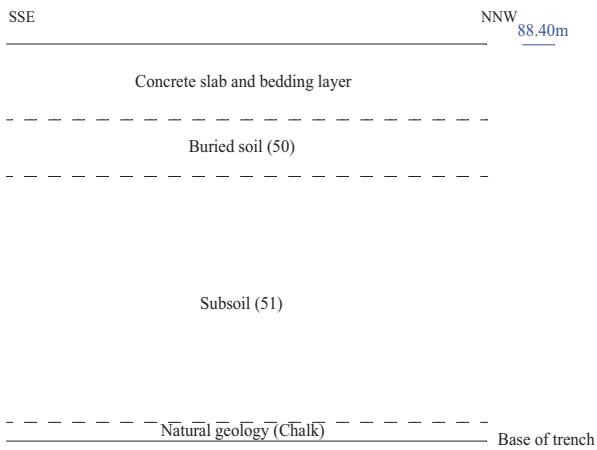 SSE
NNW
88.40m
Concrete slab and bedding layer
Buried soil (50)
Subsoil (51)
Natural geology (Chalk)
Base of trench